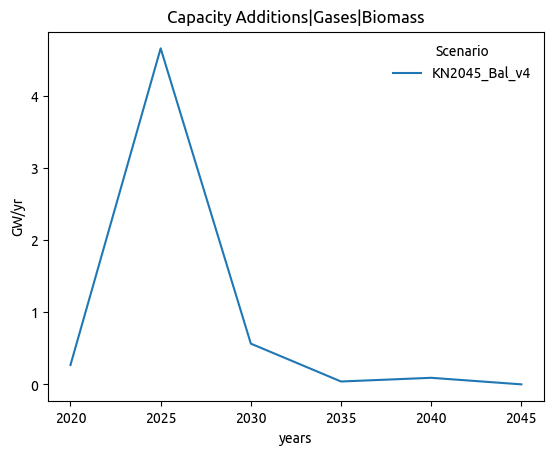 Capacity Additions|Gases|Biomass
Scenario
KN2045_Bal_v4
GW/yr
4
3
2
1
0
2020 2025 2030 2035 2040 2045
years